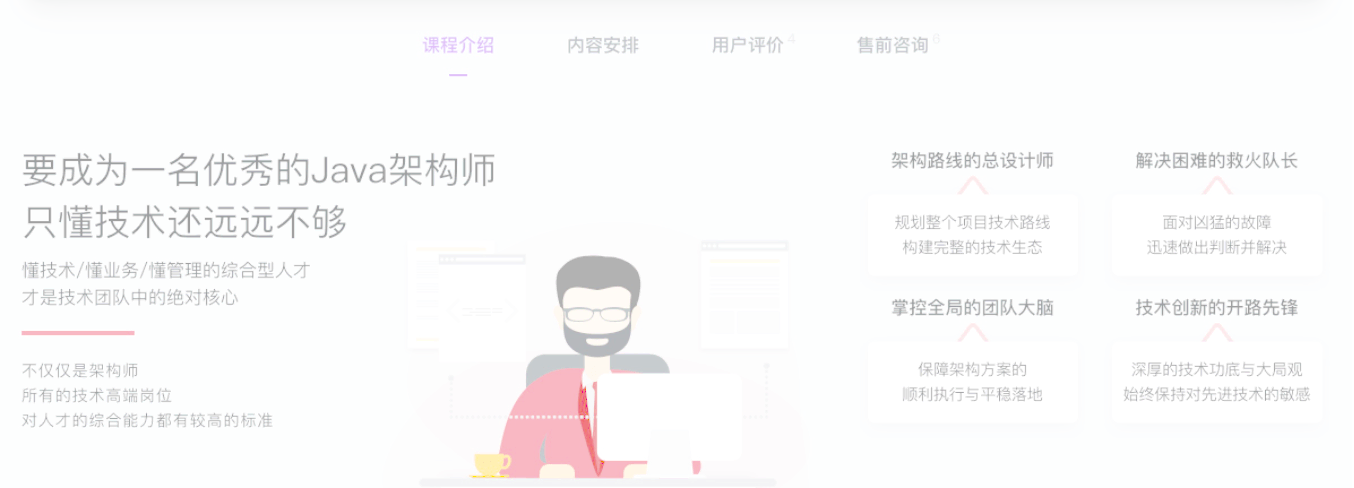 课程介绍 内容安排 用户评价 4 售前咨询 6
要成为一名优秀的Java架构师
只懂技术还远远不够
懂技术/懂业务/懂管理的综合型人才
才是技术团队中的绝对核心
不仅仅是架构师
所有的技术高端岗位
对人才的综合能力都有较高的标准
架构路线的总设计师
规划整个项目技术路线
构建完整的技术生态
解决困难的救火队长
面对凶猛的故障
迅速做出判断并解决
掌控全局的团队大脑
保障架构方案的
顺利执行与平稳落地
技术创新的开路先锋
深厚的技术功底与大局观
始终保持对先进技术的敏感